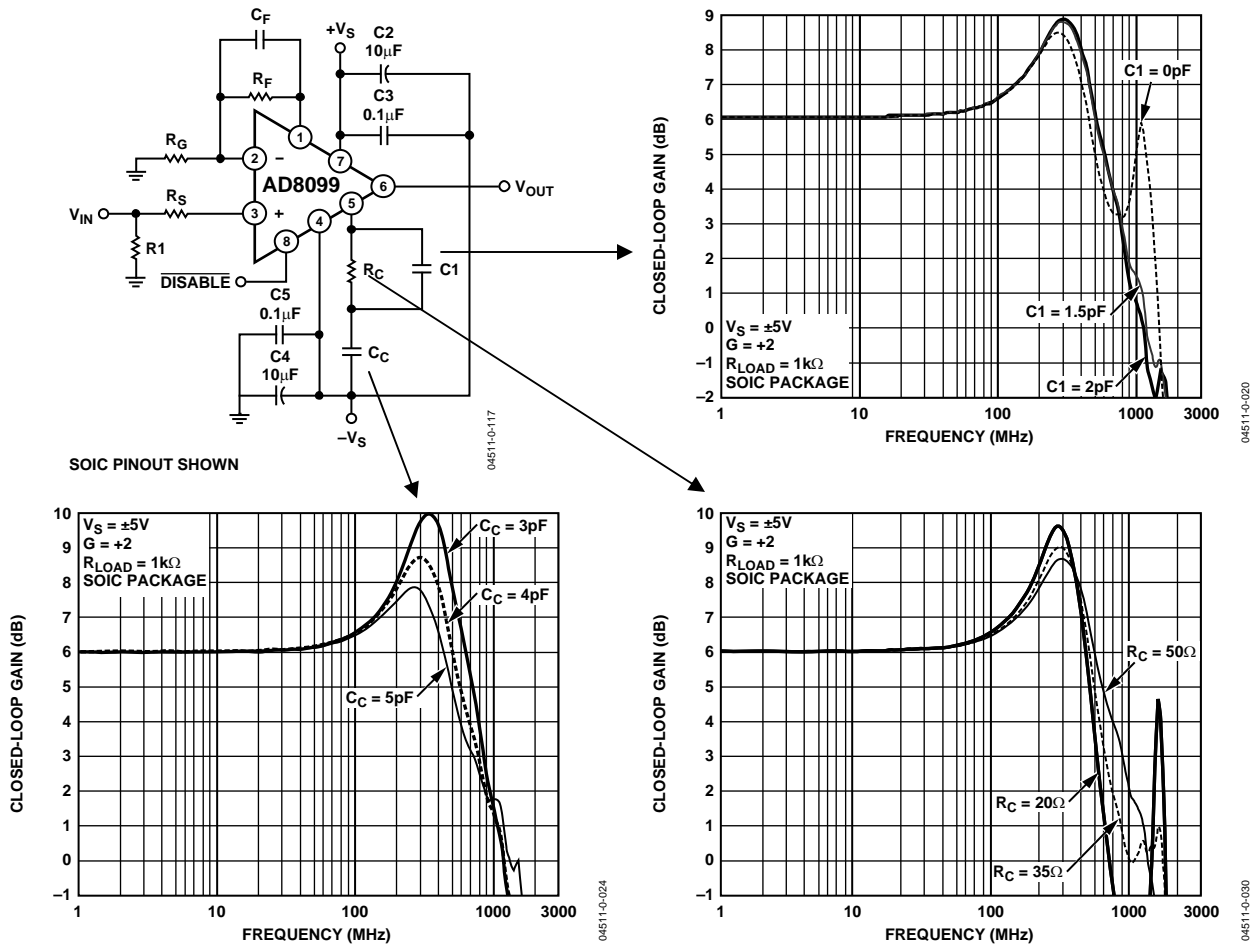 CF
RF
RG
RS
VIN
R1
+VS
C2
10μF
C3
0.1μF
1
2
–
3
+
4
5
6
7
8
AD8099
VOUT
DISABLE
RC
C1
CC
C5
0.1μF
C4
10μF
–VS
04511-0-117
SOIC PINOUT SHOWN
9
8
7
6
5
4
3
2
1
0
–1
–2
CLOSED-LOOP GAIN (dB)
C1 = 0pF
C1 = 1.5pF
C1 = 2pF
VS = ±5V
G = +2
RLOAD = 1kΩ
SOIC PACKAGE
1
10
100
1000
3000
FREQUENCY (MHz)
04511-0-020
10
9
8
7
6
5
4
3
2
1
0
–1
CLOSED-LOOP GAIN (dB)
VS = ±5V
G = +2
RLOAD = 1kΩ
SOIC PACKAGE
CC = 3pF
CC = 4pF
CC = 5pF
1
10
100
1000
3000
FREQUENCY (MHz)
04511-0-024
10
9
8
7
6
5
4
3
2
1
0
–1
CLOSED-LOOP GAIN (dB)
VS = ±5V
G = +2
RLOAD = 1kΩ
SOIC PACKAGE
RC = 50Ω
RC = 20Ω
RC = 35Ω
1
10
100
1000
3000
FREQUENCY (MHz)
04511-0-030